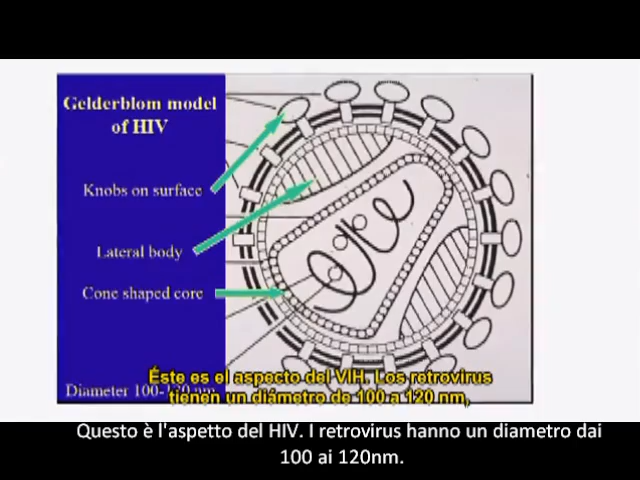 Gelderblom model
of HIV
Knobs on surface
Lateral body
Cone shaped core
Diameter 100-120 nm
Éste es el aspecto del VIH. Los retrovirus
tienen un diámetro de 100 a 120 nm,
Questo è l'aspetto del HIV. I retrovirus hanno un diametro dai
100 ai 120nm.